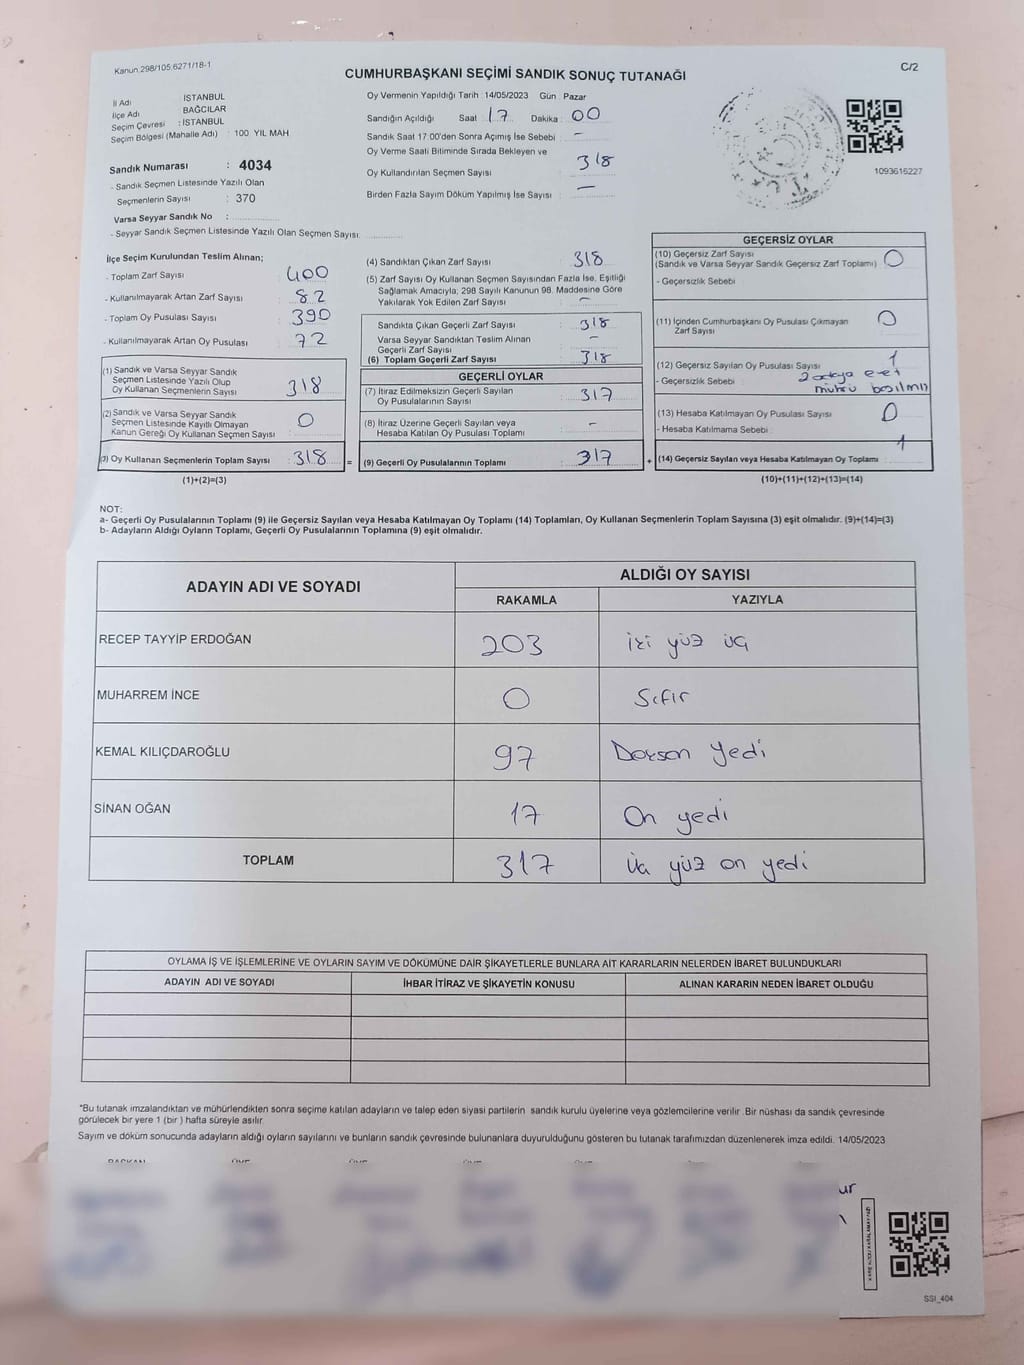 Kanun 298/105.6271/18-1
CUMHURBAŞKANI SEÇİMİ SANDIK SONUÇ TUTANAĞI
C/2
İl Adı İSTANBUL
İlçe Adı BAĞCILAR
Seçim Çevresi : İSTANBUL
Seçim Bölgesi (Mahalle Adı) : 100. YIL MAH.
Sandık Numarası : 4034
- Sandık Seçmen Listesinde Yazılı Olan
Seçmenlerin Sayısı : 370
Varsa Seyyar Sandık No :
- Seyyar Sandık Seçmen Listesinde Yazılı Olan Seçmen Sayısı:
Oy Vermenin Yapıldığı Tarih : 14/05/2023 Gün : Pazar
Sandığın Açıldığı Saat : 17 Dakika : 00
Sandık Saat 17:00'den Sonra Açımış İse Sebebi : -
Oy Verme Saati Bitiminde Sırada Bekleyen ve
Oy Kullandırılan Seçmen Sayısı : 318
Birden Fazla Sayım Döküm Yapılmış İse Sayısı : -
1093616227
İlçe Seçim Kurulundan Teslim Alınan;
- Toplam Zarf Sayısı : 400
- Kullanılmayarak Artan Zarf Sayısı : 82
- Toplam Oy Pusulası Sayısı : 390
- Kullanılmayarak Artan Oy Pusulası : 72
(1) Sandık ve Varsa Seyyar Sandık
Seçmen Listesinde Yazılı Olup
Oy Kullanan Seçmenlerin Sayısı : 318
(2) Sandık ve Varsa Seyyar Sandık
Seçmen Listesinde Kayıtlı Olmayan
Kanun Gereği Oy Kullanan Seçmen Sayısı : 0
(3) Oy Kullanan Seçmenlerin Toplam Sayısı : 318 =
(1)+(2)=(3)
(4) Sandıktan Çıkan Zarf Sayısı : 318
(5) Zarf Sayısı Oy Kullanan Seçmen Sayısından Fazla İse, Eşitliği
Sağlamak Amacıyla; 298 Sayılı Kanunun 98. Maddesine Göre
Yakılarak Yok Edilen Zarf Sayısı : -
Sandıkta Çıkan Geçerli Zarf Sayısı : 318
Varsa Seyyar Sandıktan Teslim Alınan
Geçerli Zarf Sayısı : -
(6) Toplam Geçerli Zarf Sayısı : 318
GEÇERLİ OYLAR
(7) İtiraz Edilmeksizin Geçerli Sayılan
Oy Pusulalarının Sayısı : 317
(8) İtiraz Üzerine Geçerli Sayılan veya
Hesaba Katılan Oy Pusulası Toplamı : -
(9) Geçerli Oy Pusulalarının Toplamı : 317 +
GEÇERSİZ OYLAR
(10) Geçersiz Zarf Sayısı
(Sandık ve Varsa Seyyar Sandık Geçersiz Zarf Toplamı) : 0
- Geçersizlik Sebebi
(11) İçinden Cumhurbaşkanı Oy Pusulası Çıkmayan
Zarf Sayısı : 0
(12) Geçersiz Sayılan Oy Pusulası Sayısı : 1
- Geçersizlik Sebebi : 2 adaya evet
mührü basılmış
(13) Hesaba Katılmayan Oy Pusulası Sayısı : 0
- Hesaba Katılmama Sebebi :
(14) Geçersiz Sayılan veya Hesaba Katılmayan Oy Toplamı : 1
(10)+(11)+(12)+(13)=(14)
NOT:
a- Geçerli Oy Pusulalarının Toplamı (9) ile Geçersiz Sayılan veya Hesaba Katılmayan Oy Toplamı (14) Toplamları, Oy Kullanan Seçmenlerin Toplam Sayısına (3) eşit olmalıdır. (9)+(14)=(3)
b- Adayların Aldığı Oyların Toplamı, Geçerli Oy Pusulalarının Toplamına (9) eşit olmalıdır.
ADAYIN ADI VE SOYADI ALDIĞI OY SAYISI
RAKAMLA YAZIYLA
RECEP TAYYİP ERDOĞAN 203 iki yüz üç
MUHARREM İNCE 0 Sıfır
KEMAL KILIÇDAROĞLU 97 Doksan yedi
SİNAN OĞAN 17 On yedi
TOPLAM 317 Üç yüz on yedi
OYLAMA İŞ VE İŞLEMLERİNE VE OYLARIN SAYIM VE DÖKÜMÜNE DAİR ŞİKAYETLERLE BUNLARA AİT KARARLARIN NELERDEN İBARET BULUNDUKLARI
ADAYIN ADI VE SOYADI İHBAR İTİRAZ VE ŞİKAYETİN KONUSU ALINAN KARARIN NEDEN İBARET OLDUĞU
*Bu tutanak imzalandıktan ve mühürlendikten sonra seçime katılan adayların ve talep eden siyasi partilerin sandık kurulu üyelerine veya gözlemcilerine verilir. Bir nüshası da sandık çevresinde
görülecek bir yere 1 (bir ) hafta süreyle asılır.
Sayım ve döküm sonucunda adayların aldığı oyların sayılarını ve bunların sandık çevresinde bulunanlara duyurulduğunu gösteren bu tutanak tarafımızdan düzenlenerek imza edildi. 14/05/2023
SSI_404